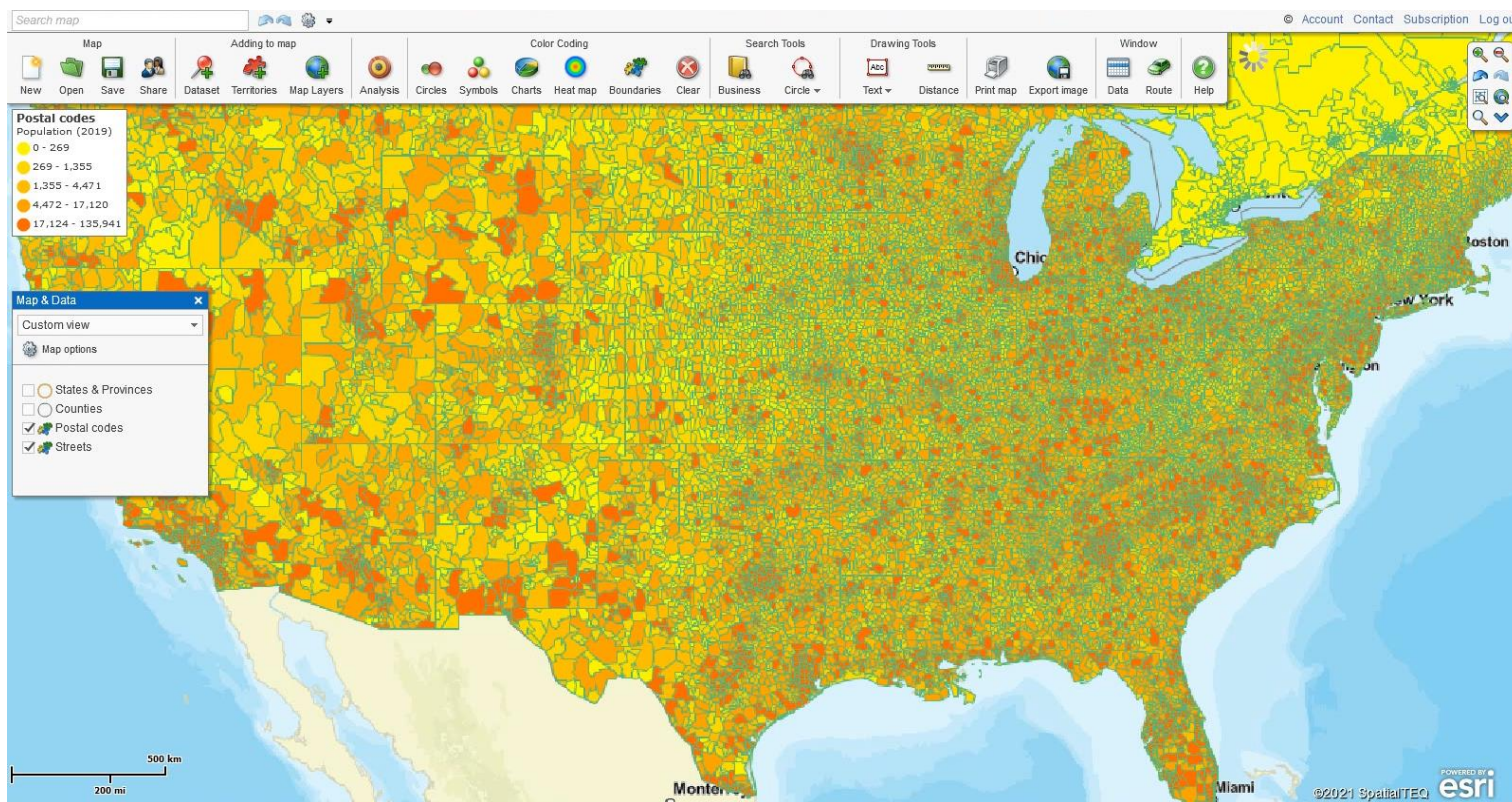 Search map
© Account Contact Subscription Log ou
Map
Adding to map
Color Coding
Search Tools
Drawing Tools
Window
New Open Save Share Dataset Territories Map Layers Analysis Circles Symbols Charts Heat map Boundaries Clear Business Circle Text Distance Print map Export image Data Route Help
Abc
Postal codes
Population (2019)
0 - 269
269 - 1,355
1,355 - 4,471
4,472 - 17,120
17,124 - 135,941
Map & Data
Custom view
Map options
States & Provinces
Counties
Postal codes
Streets
Chic
oston
ew York
ington
Miami
Monterrey
500 km
200 mi
©2021 SpatialTEQ
POWERED BY
esri